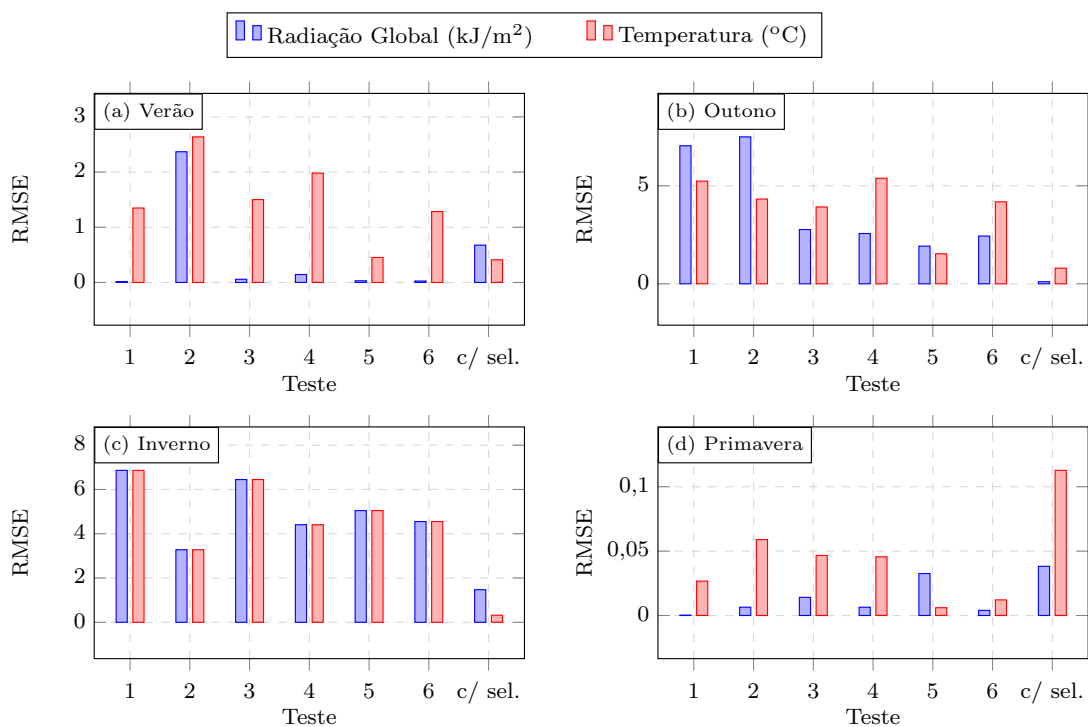 Radiação Global (kJ/m²) Temperatura (ºC)
(a) Verão
3
2
1
0
RMSE
1 2 3 4 5 6 c/ sel.
Teste
(b) Outono
5
0
RMSE
1 2 3 4 5 6 c/ sel.
Teste
(c) Inverno
8
6
4
2
0
RMSE
1 2 3 4 5 6 c/ sel.
Teste
(d) Primavera
0,1
0,05
0
RMSE
1 2 3 4 5 6 c/ sel.
Teste